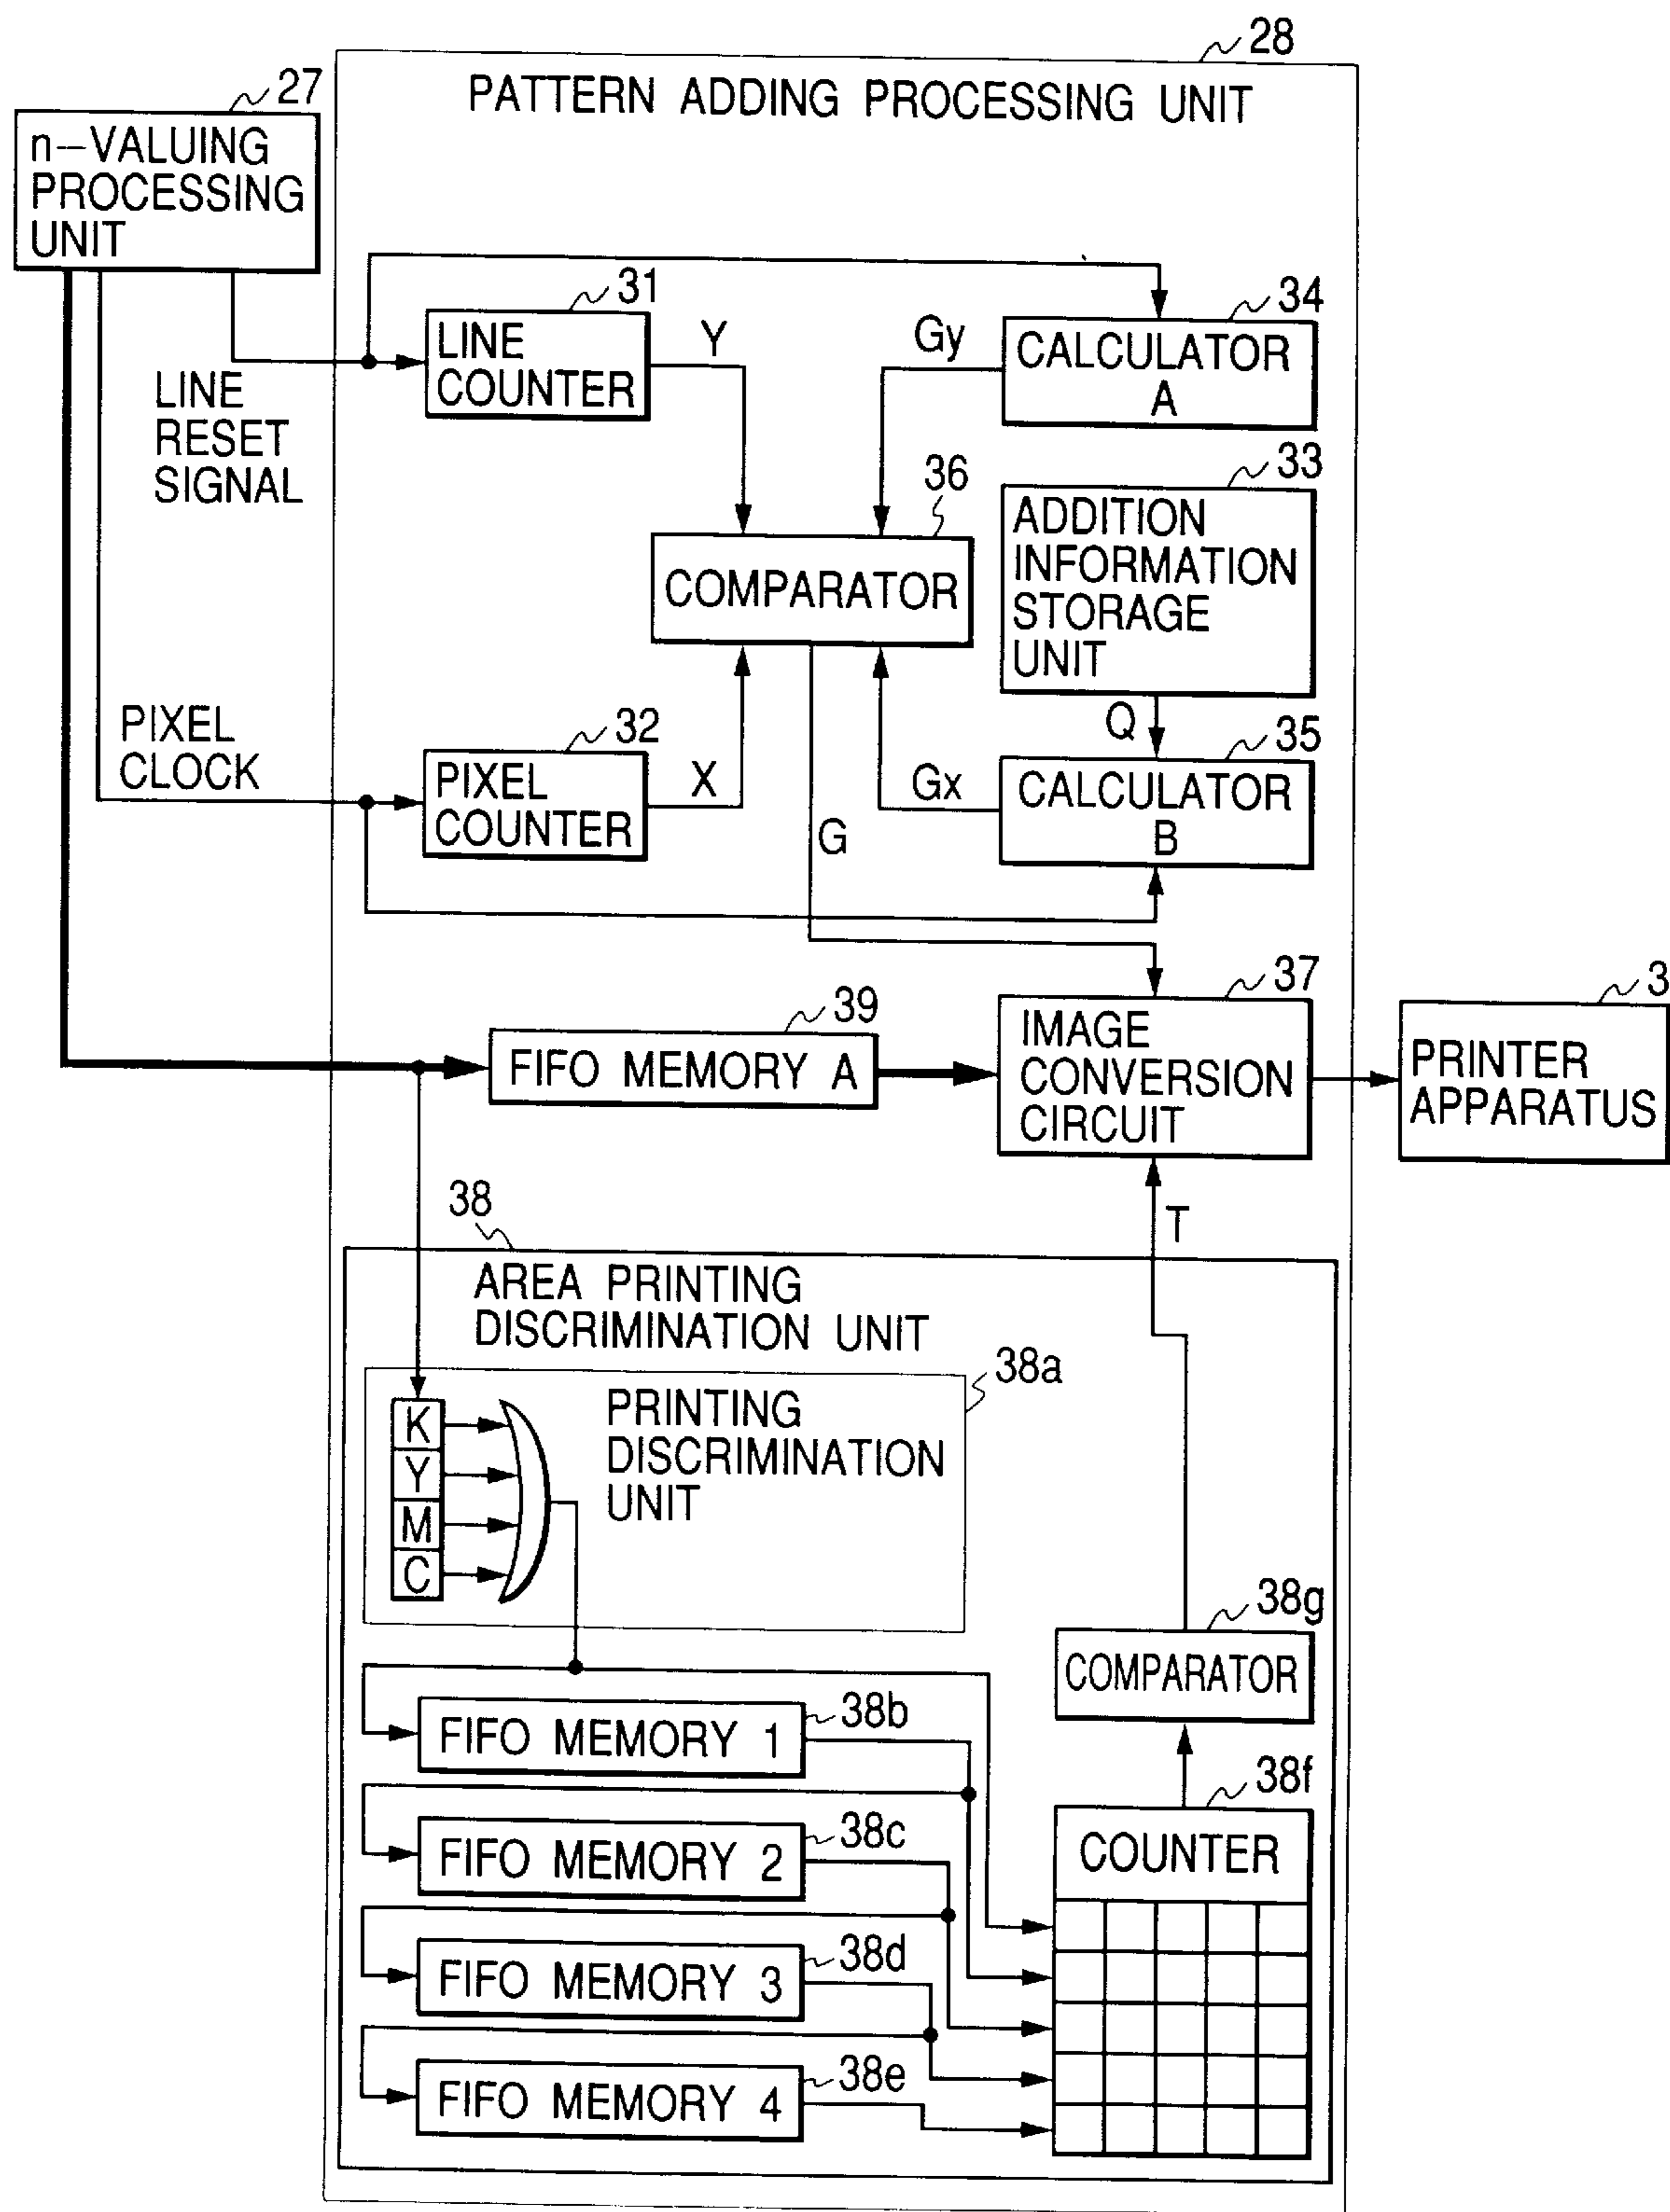 28
PATTERN ADDING PROCESSING UNIT
27
n-VALUING
PROCESSING
UNIT
31
LINE
COUNTER
Y
Gy
34
CALCULATOR
A
LINE
RESET
SIGNAL
36
COMPARATOR
33
ADDITION
INFORMATION
STORAGE
UNIT
Q
PIXEL
CLOCK
32
PIXEL
COUNTER
X
Gx
35
CALCULATOR
B
G
39
FIFO MEMORY A
37
IMAGE
CONVERSION
CIRCUIT
3
PRINTER
APPARATUS
T
38
AREA PRINTING
DISCRIMINATION UNIT
38a
PRINTING
DISCRIMINATION
UNIT
K
Y
M
C
38g
COMPARATOR
38b
FIFO MEMORY 1
38c
FIFO MEMORY 2
38d
FIFO MEMORY 3
38e
FIFO MEMORY 4
38f
COUNTER